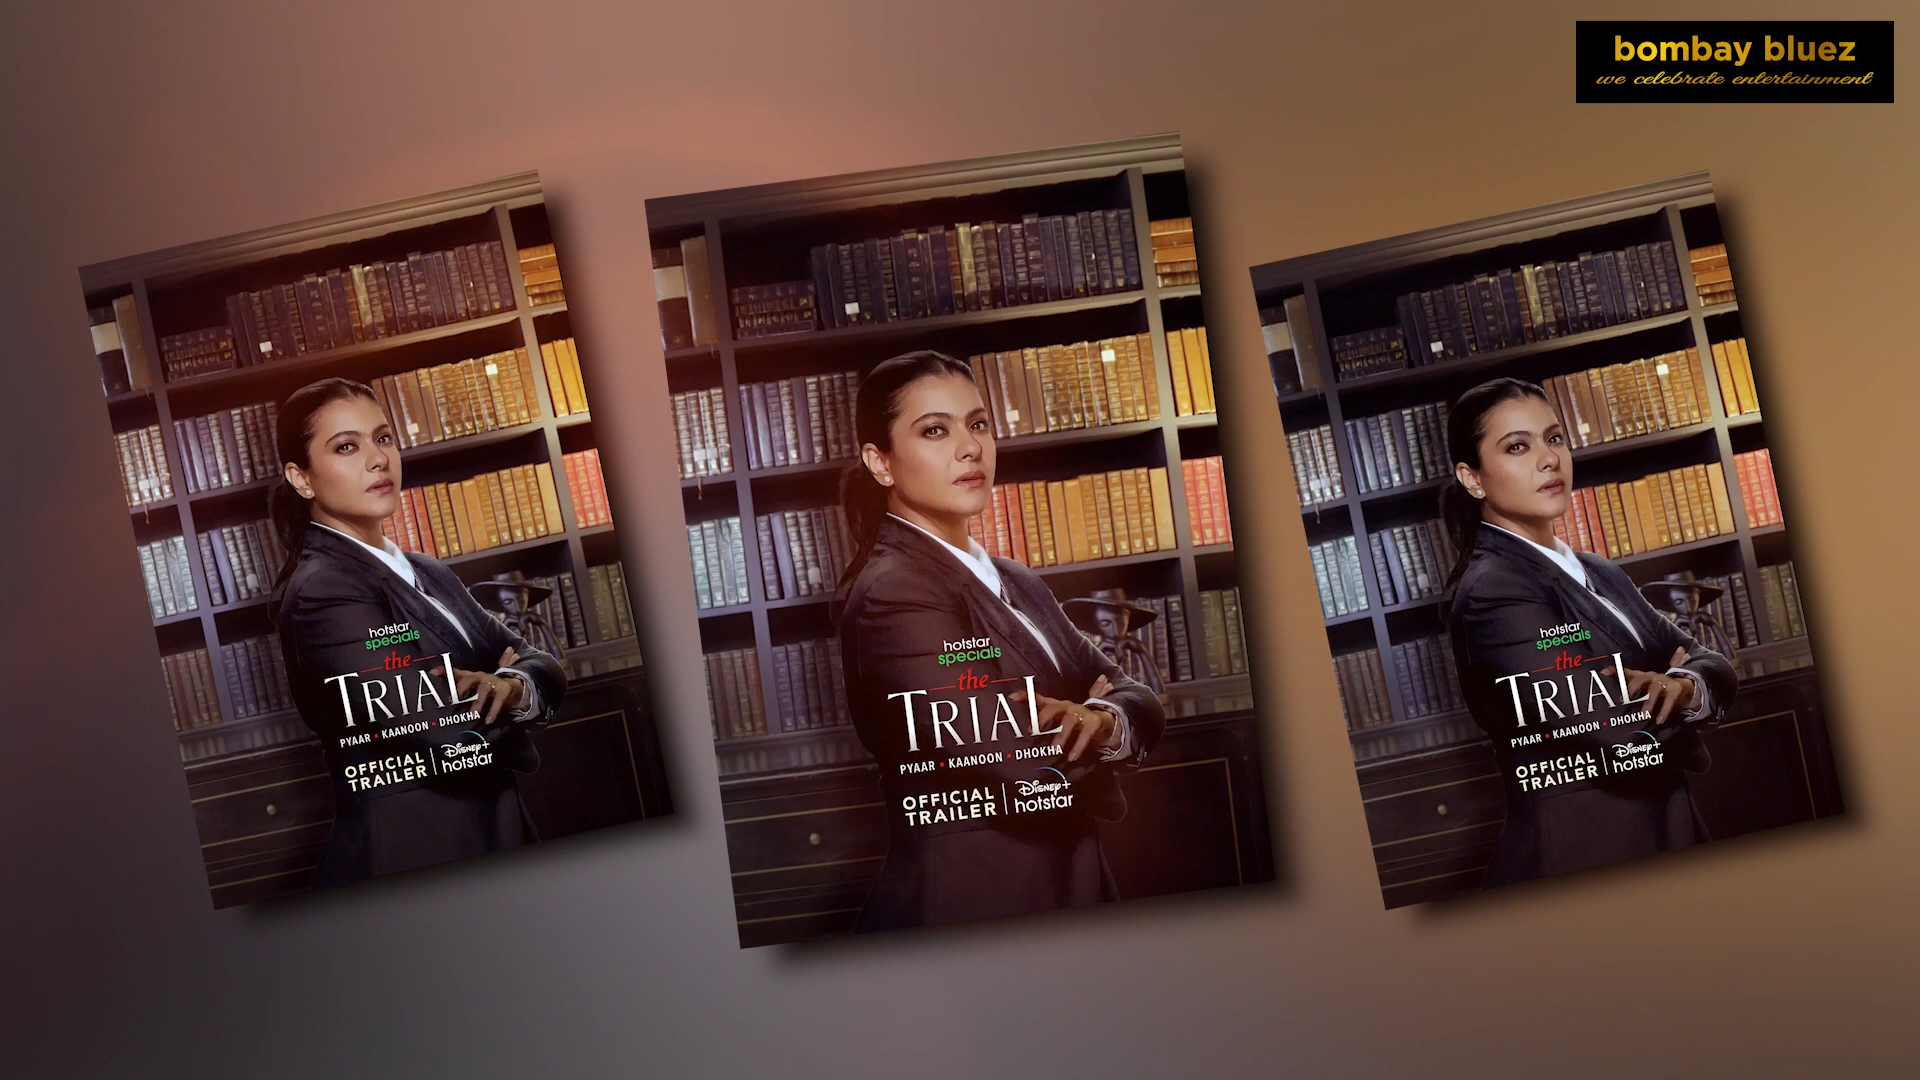 bombay bluez
we celebrate entertainment
hotstar
specials
the
TRIAL
PYAAR • KAANOON • DHOKHA
OFFICIAL
TRAILER
Disney+
hotstar
hotstar
specials
the
TRIAL
PYAAR • KAANOON • DHOKHA
OFFICIAL
TRAILER
Disney+
hotstar
hotstar
specials
the
TRIAL
PYAAR • KAANOON • DHOKHA
OFFICIAL
TRAILER
Disney+
hotstar